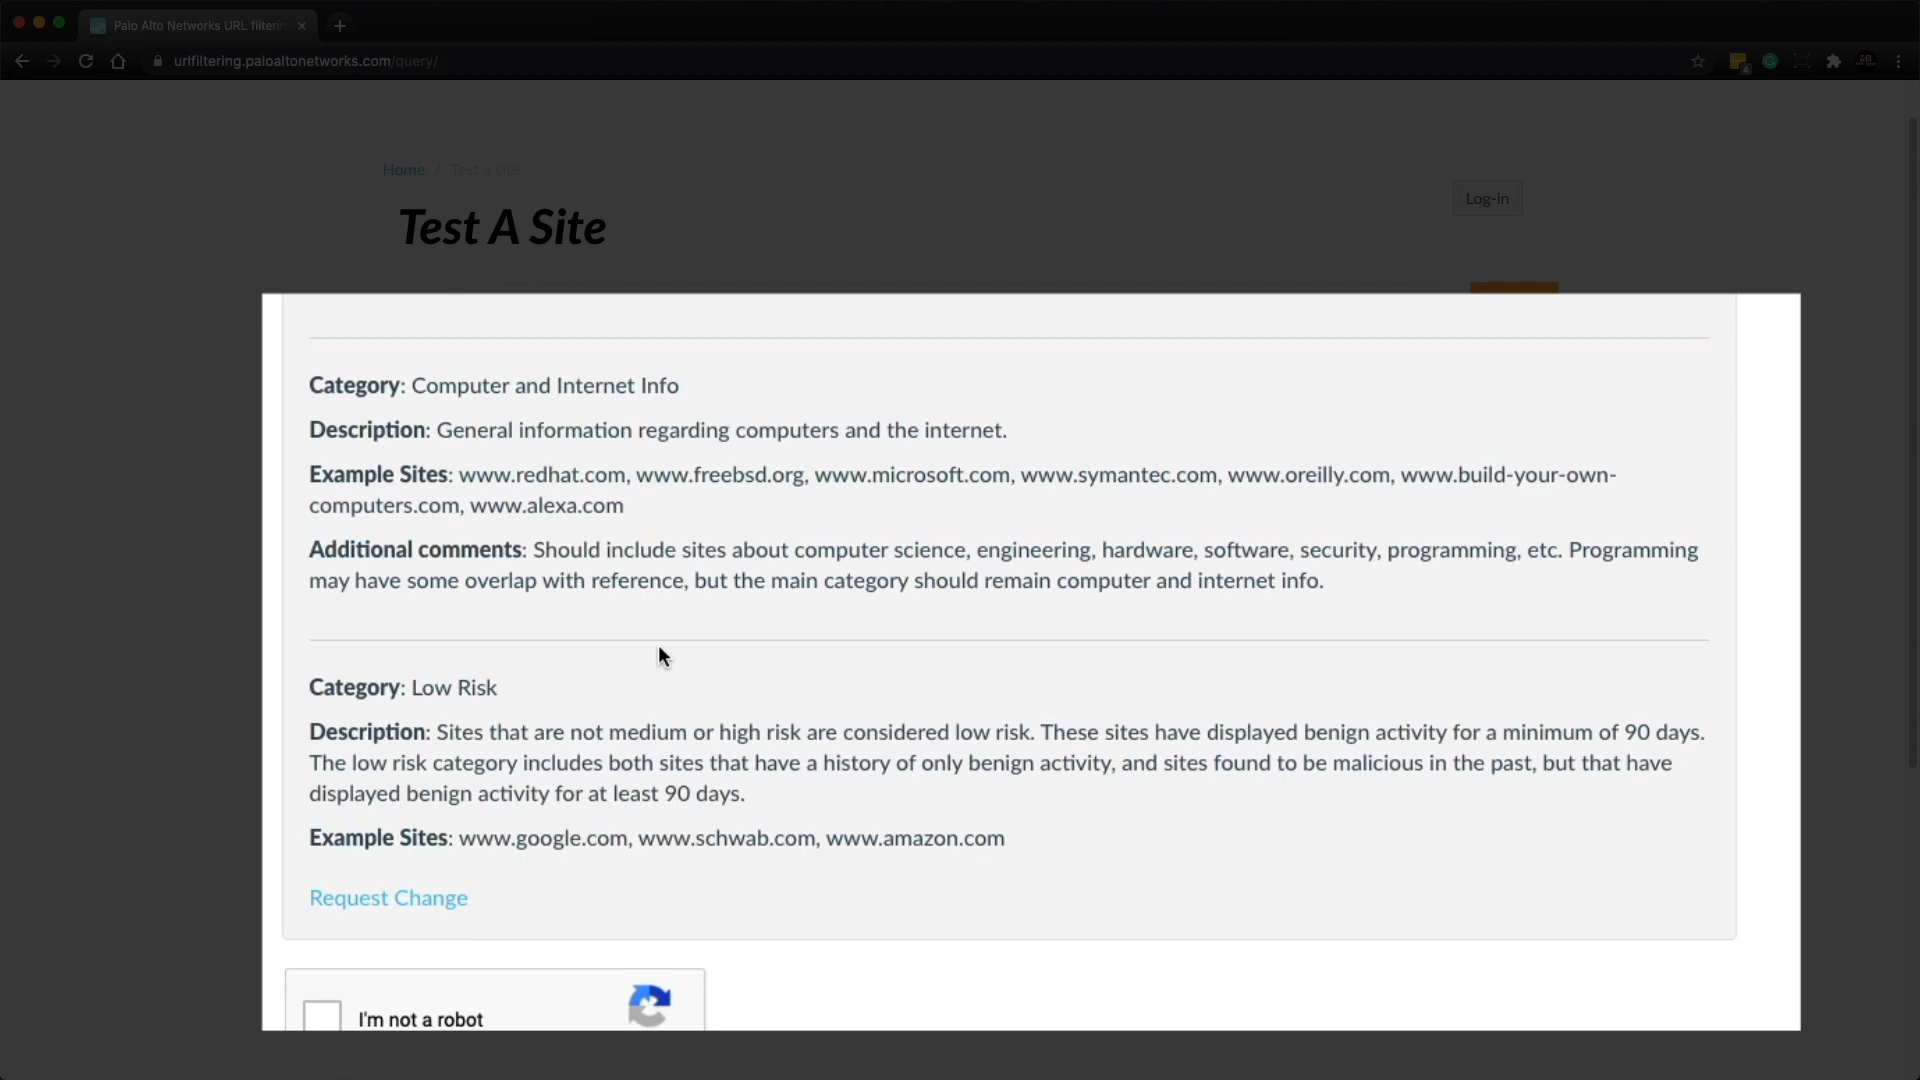 Palo Alto Networks URL filterin
urlfiltering.paloaltonetworks.com/query/
4
Home / Test a site
Log-in
Test A Site
Category: Computer and Internet Info
Description: General information regarding computers and the internet.
Example Sites: www.redhat.com, www.freebsd.org, www.microsoft.com, www.symantec.com, www.oreilly.com, www.build-your-own-
computers.com, www.alexa.com
Additional comments: Should include sites about computer science, engineering, hardware, software, security, programming, etc. Programming
may have some overlap with reference, but the main category should remain computer and internet info.
Category: Low Risk
Description: Sites that are not medium or high risk are considered low risk. These sites have displayed benign activity for a minimum of 90 days.
The low risk category includes both sites that have a history of only benign activity, and sites found to be malicious in the past, but that have
displayed benign activity for at least 90 days.
Example Sites: www.google.com, www.schwab.com, www.amazon.com
Request Change
I'm not a robot